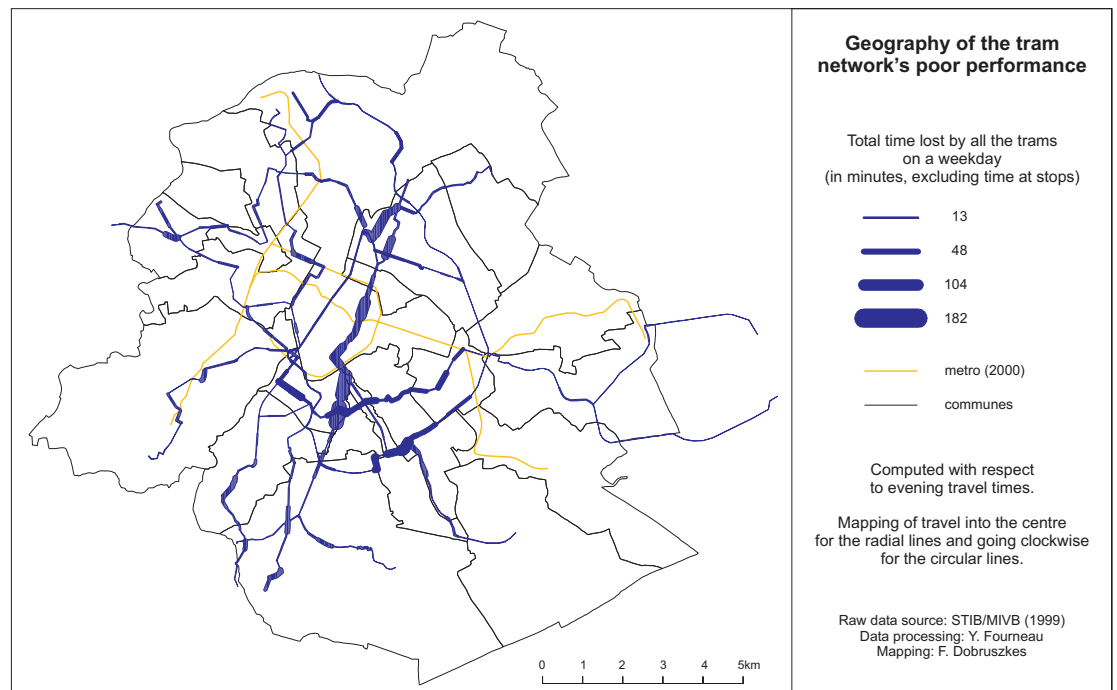 Geography of the tram
network's poor performance
Total time lost by all the trams
on a weekday
(in minutes, excluding time at stops)
13
48
104
182
metro (2000)
communes
Computed with respect
to evening travel times.
Mapping of travel into the centre
for the radial lines and going clockwise
for the circular lines.
Raw data source: STIB/MIVB (1999)
Data processing: Y. Fourneau
Mapping: F. Dobruszkes
0 1 2 3 4 5km